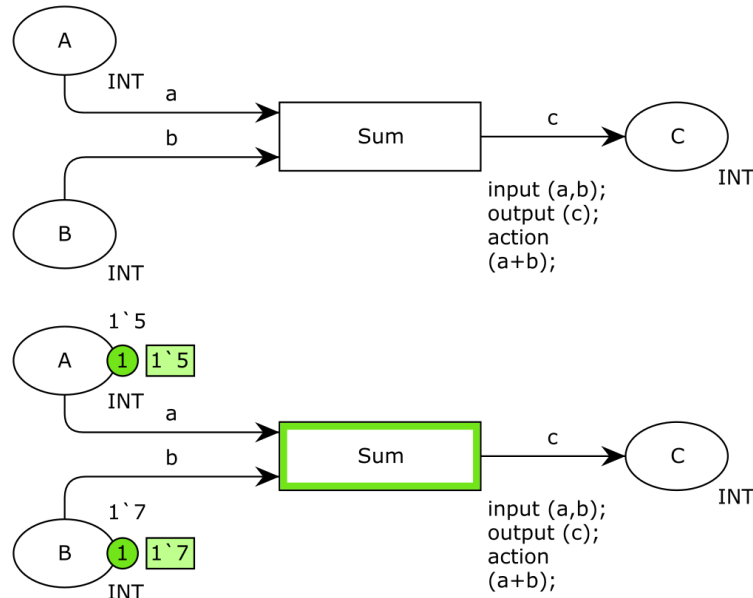 A
INT
a
b
Sum
c
C
INT
B
INT
input (a,b);
output (c);
action
(a+b);
1`5
A
1
1`5
INT
a
b
Sum
c
C
INT
1`7
B
1
1`7
INT
input (a,b);
output (c);
action
(a+b);